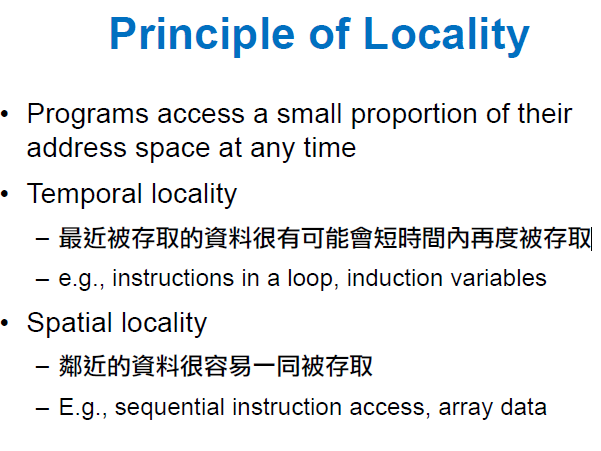 Principle of Locality
• Programs access a small proportion of their
address space at any time
• Temporal locality
– 最近被存取的資料很有可能會短時間內再度被存取
– e.g., instructions in a loop, induction variables
• Spatial locality
– 鄰近的資料很容易一同被存取
– E.g., sequential instruction access, array data